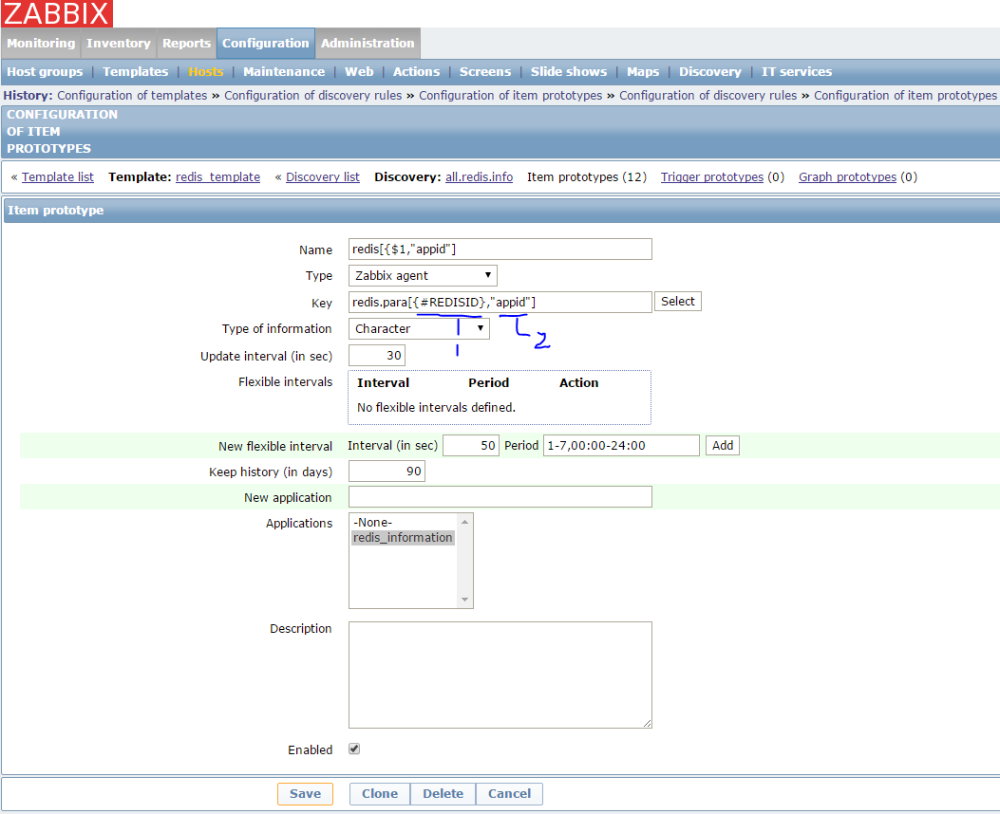 ZABBIX
Monitoring Inventory Reports Configuration Administration
Host groups | Templates | Hosts | Maintenance | Web | Actions | Screens | Slide shows | Maps | Discovery | IT services
History: Configuration of templates » Configuration of discovery rules » Configuration of item prototypes » Configuration of discovery rules » Configuration of item prototypes
CONFIGURATION
OF ITEM
PROTOTYPES
« Template list Template: redis_template « Discovery list Discovery: all.redis.info Item prototypes (12) Trigger prototypes (0) Graph prototypes (0)
Item prototype
Name redis[{$1,"appid"]
Type Zabbix agent
Key redis.para[{#REDISID},"appid"] Select
Type of information Character
1 2
Update interval (in sec) 30
Flexible intervals Interval Period Action
No flexible intervals defined.
New flexible interval Interval (in sec) 50 Period 1-7,00:00-24:00 Add
Keep history (in days) 90
New application
Applications -None-
redis_information
Description
Enabled
Save Clone Delete Cancel